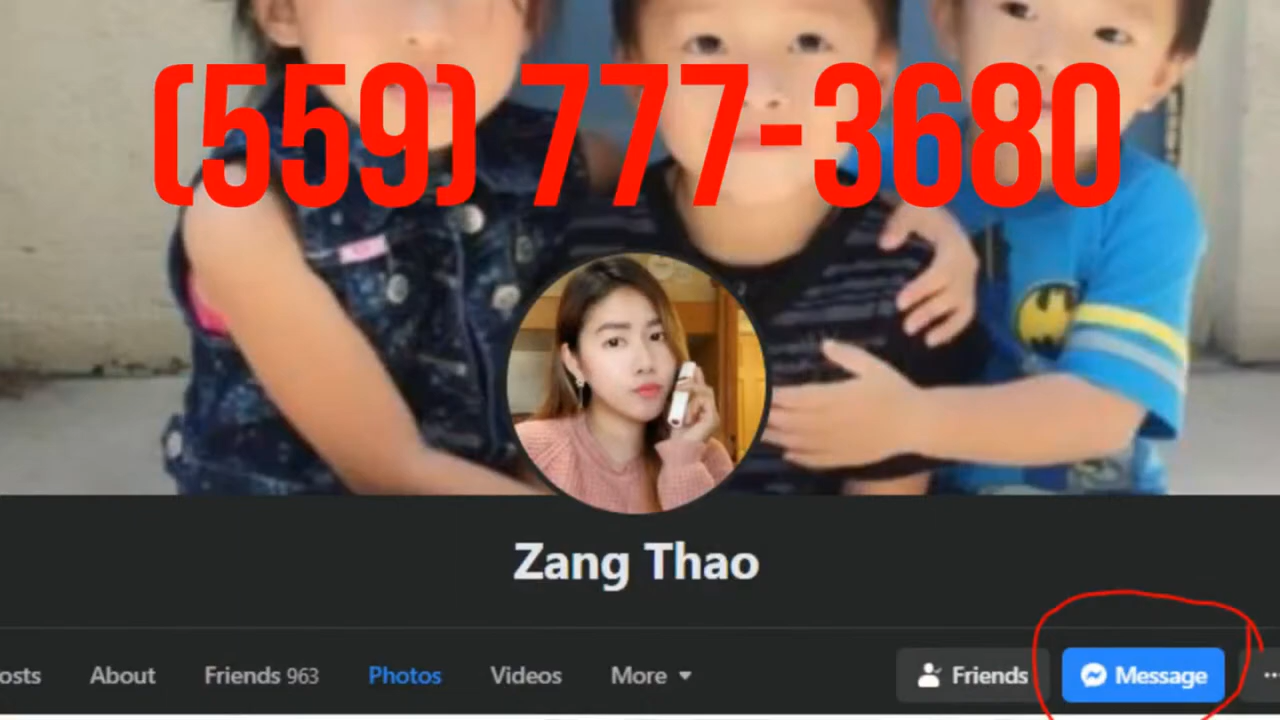 (559) 777-3680
Zang Thao
osts About Friends 963 Photos Videos More Friends Message